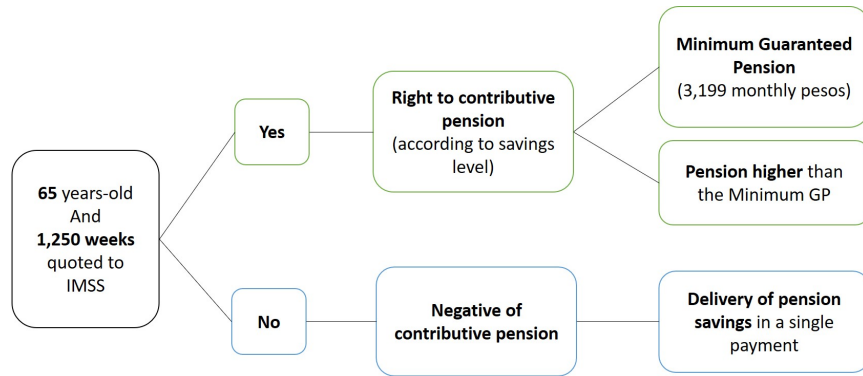 65 years-old
And
1,250 weeks
quoted to
IMSS
Yes
Right to contributive
pension
(according to savings
level)
Minimum Guaranteed
Pension
(3,199 monthly pesos)
Pension higher than
the Minimum GP
No
Negative of
contributive pension
Delivery of pension
savings in a single
payment